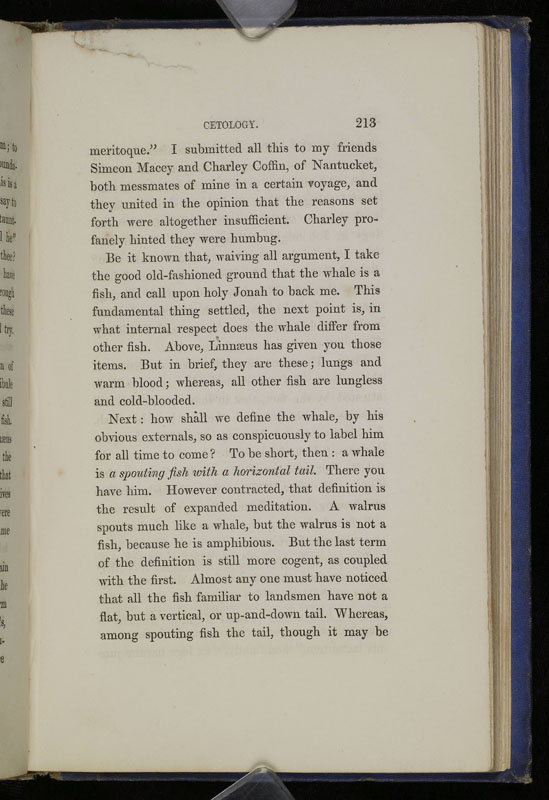 CETOLOGY. 213
meritoque." I submitted all this to my friends
Simeon Macey and Charley Coffin, of Nantucket,
both messmates of mine in a certain voyage, and
they united in the opinion that the reasons set
forth were altogether insufficient. Charley pro-
fanely hinted they were humbug.
Be it known that, waiving all argument, I take
the good old-fashioned ground that the whale is a
fish, and call upon holy Jonah to back me. This
fundamental thing settled, the next point is, in
what internal respect does the whale differ from
other fish. Above, Linnæus has given you those
items. But in brief, they are these; lungs and
warm blood; whereas, all other fish are lungless
and cold-blooded.
Next: how shall we define the whale, by his
obvious externals, so as conspicuously to label him
for all time to come? To be short, then: a whale
is a spouting fish with a horizontal tail. There you
have him. However contracted, that definition is
the result of expanded meditation. A walrus
spouts much like a whale, but the walrus is not a
fish, because he is amphibious. But the last term
of the definition is still more cogent, as coupled
with the first. Almost any one must have noticed
that all the fish familiar to landsmen have not a
flat, but a vertical, or up-and-down tail. Whereas,
among spouting fish the tail, though it may be